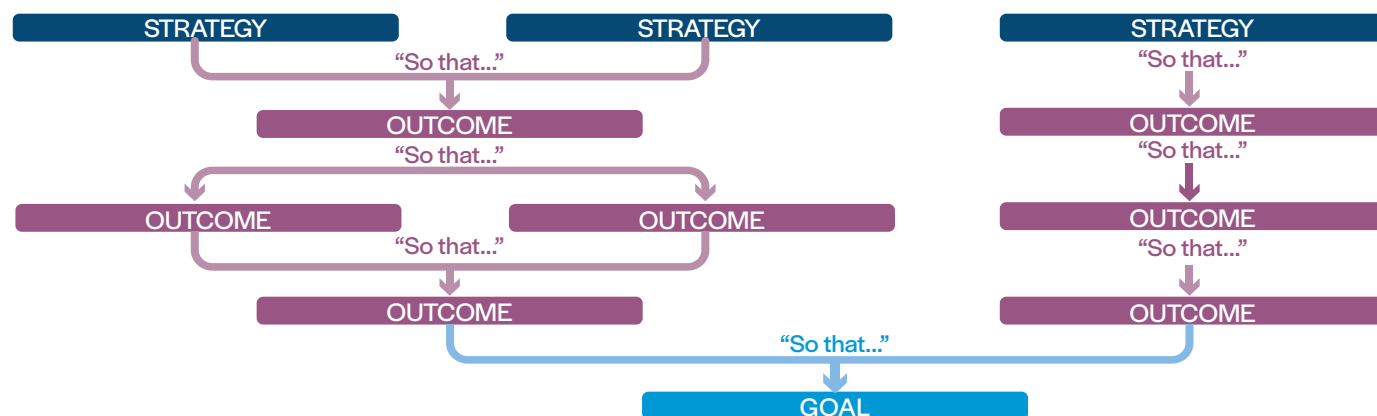 STRATEGY
STRATEGY
STRATEGY
“So that...”
“So that...”
OUTCOME
OUTCOME
“So that...”
“So that...”
OUTCOME
OUTCOME
OUTCOME
“So that...”
“So that...”
OUTCOME
OUTCOME
“So that...”
GOAL